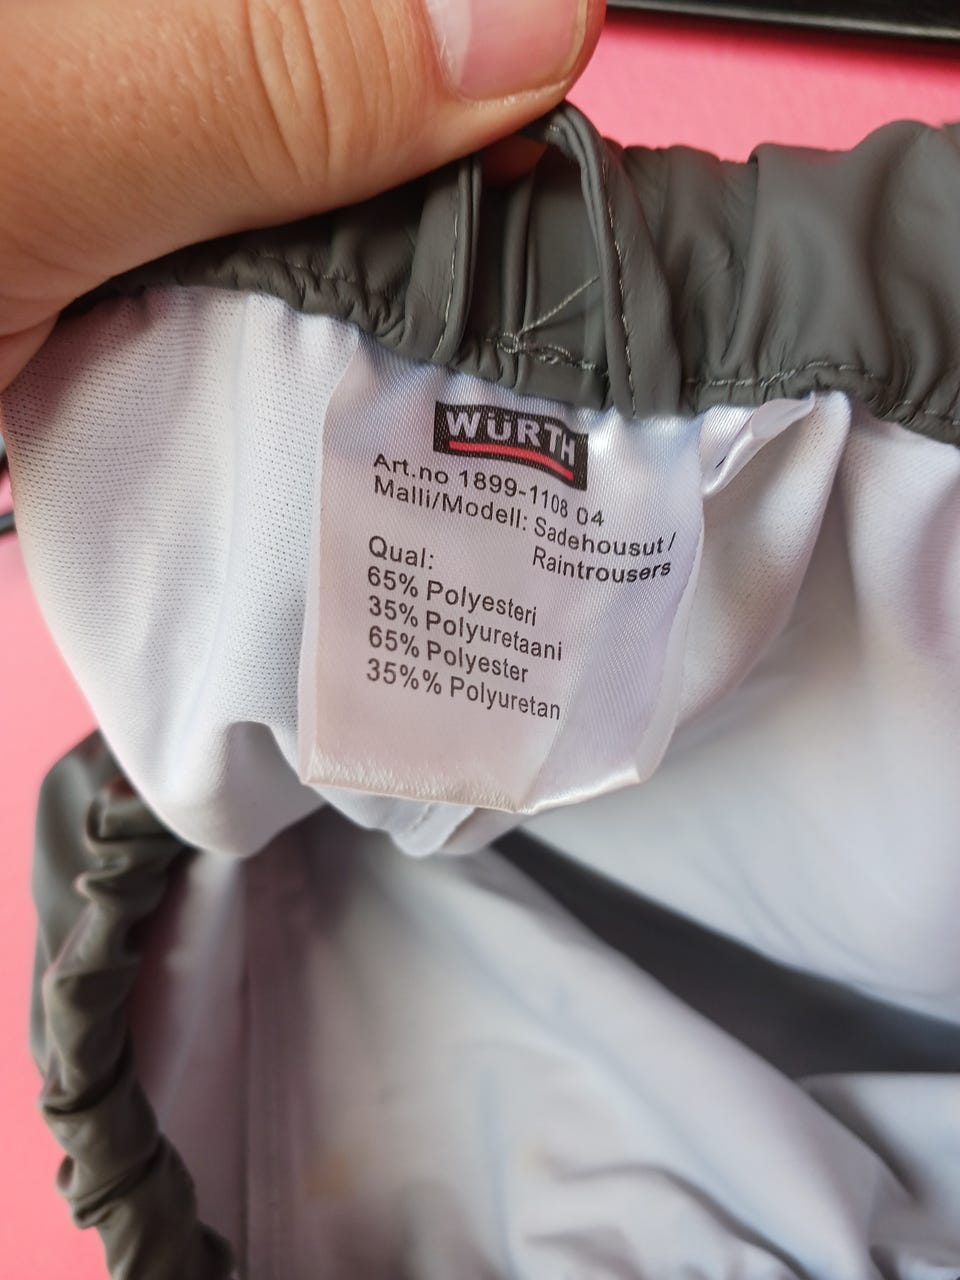 WÜRTH
Art.no 1899-1108 04
Malli/Modell: Sadehousut /
Raintrousers
Qual:
65% Polyesteri
35% Polyuretaani
65% Polyester
35%% Polyuretan